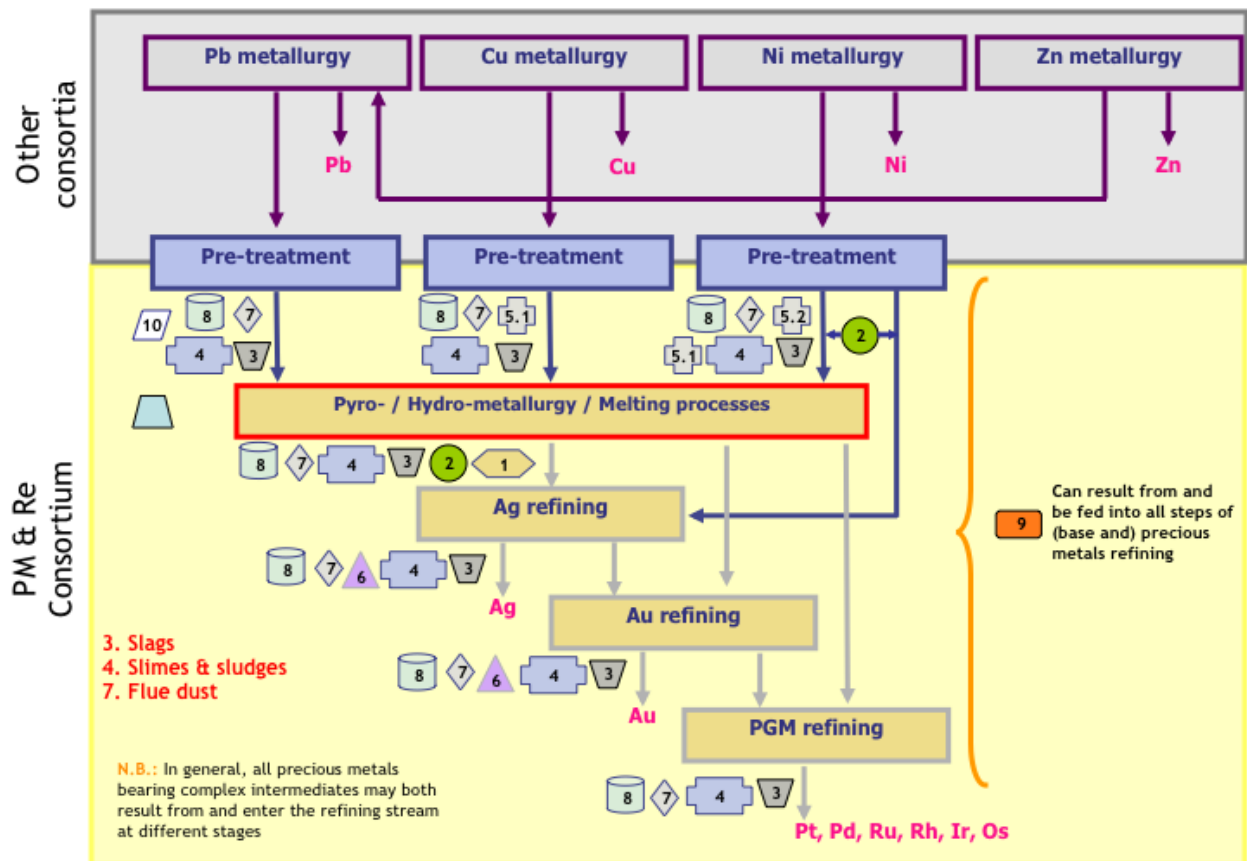 Other
consortia
Pb metallurgy
Cu metallurgy
Ni metallurgy
Zn metallurgy
Pb
Cu
Ni
Zn
Pre-treatment
Pre-treatment
Pre-treatment
PM & Re
Consortium
10
8
7
4
3
8
7
5.1
4
3
8
7
5.2
5.1
4
3
2
Pyro- / Hydro-metallurgy / Melting processes
8
7
4
3
2
1
Ag refining
9
Can result from and
be fed into all steps of
(base and) precious
metals refining
8
7
6
4
3
Ag
Au refining
3. Slags
4. Slimes & sludges
7. Flue dust
8
7
6
4
3
Au
PGM refining
N.B.: In general, all precious metals
bearing complex intermediates may both
result from and enter the refining stream
at different stages
8
7
4
3
Pt, Pd, Ru, Rh, Ir, Os